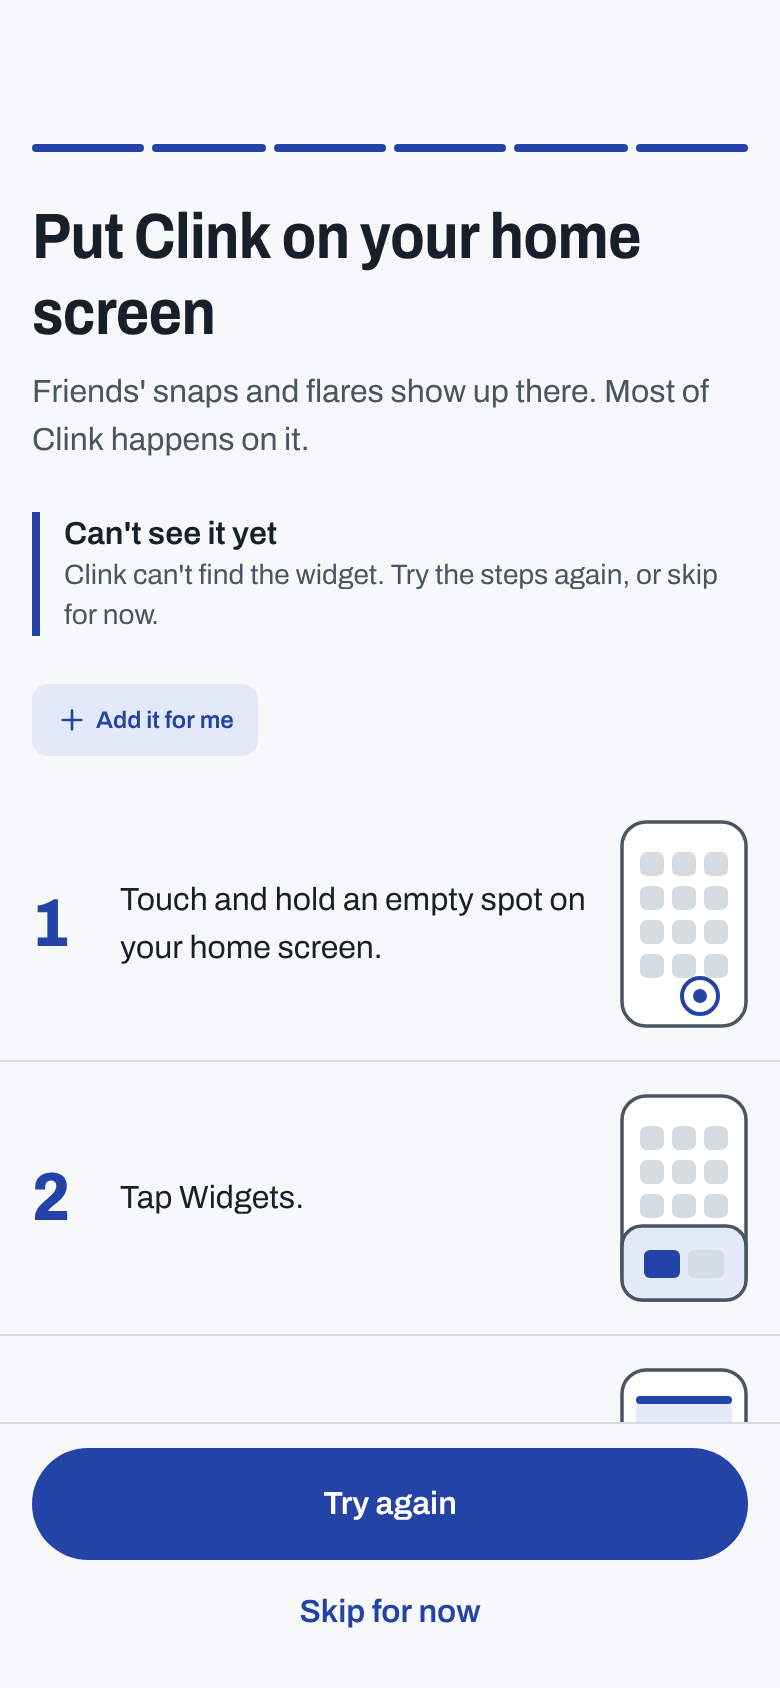 Put Clink on your home
screen
Friends' snaps and flares show up there. Most of
Clink happens on it.
Can't see it yet
Clink can't find the widget. Try the steps again, or skip
for now.
Add it for me
1
Touch and hold an empty spot on
your home screen.
2
Tap Widgets.
Try again
Skip for now